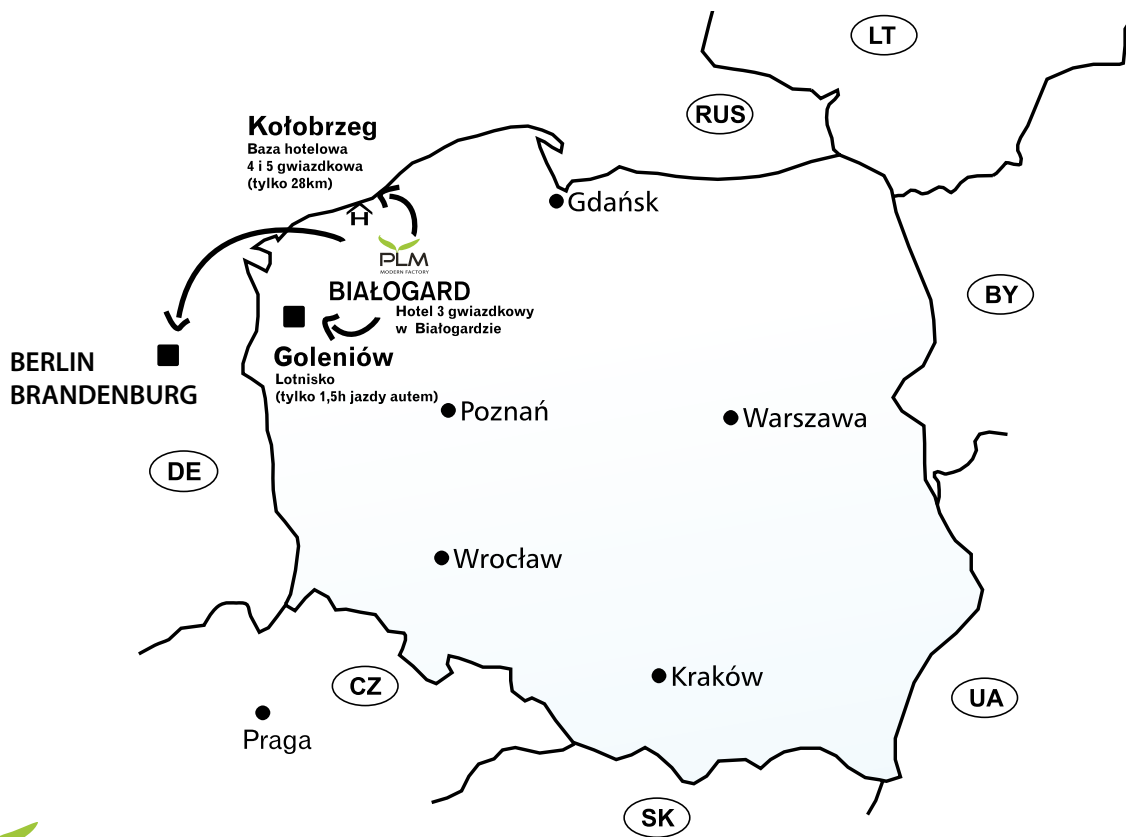 LT
RUS
Kołobrzeg
Baza hotelowa
4 i 5 gwiazdkowa
(tylko 28km)
Gdańsk
H
PLM
MODERN FACTORY
BIAŁOGARD
Hotel 3 gwiazdkowy
w Białogardzie
BY
Goleniów
Lotnisko
(tylko 1,5h jazdy autem)
BERLIN
BRANDENBURG
Poznań
Warszawa
DE
Wrocław
Kraków
CZ
UA
Praga
SK